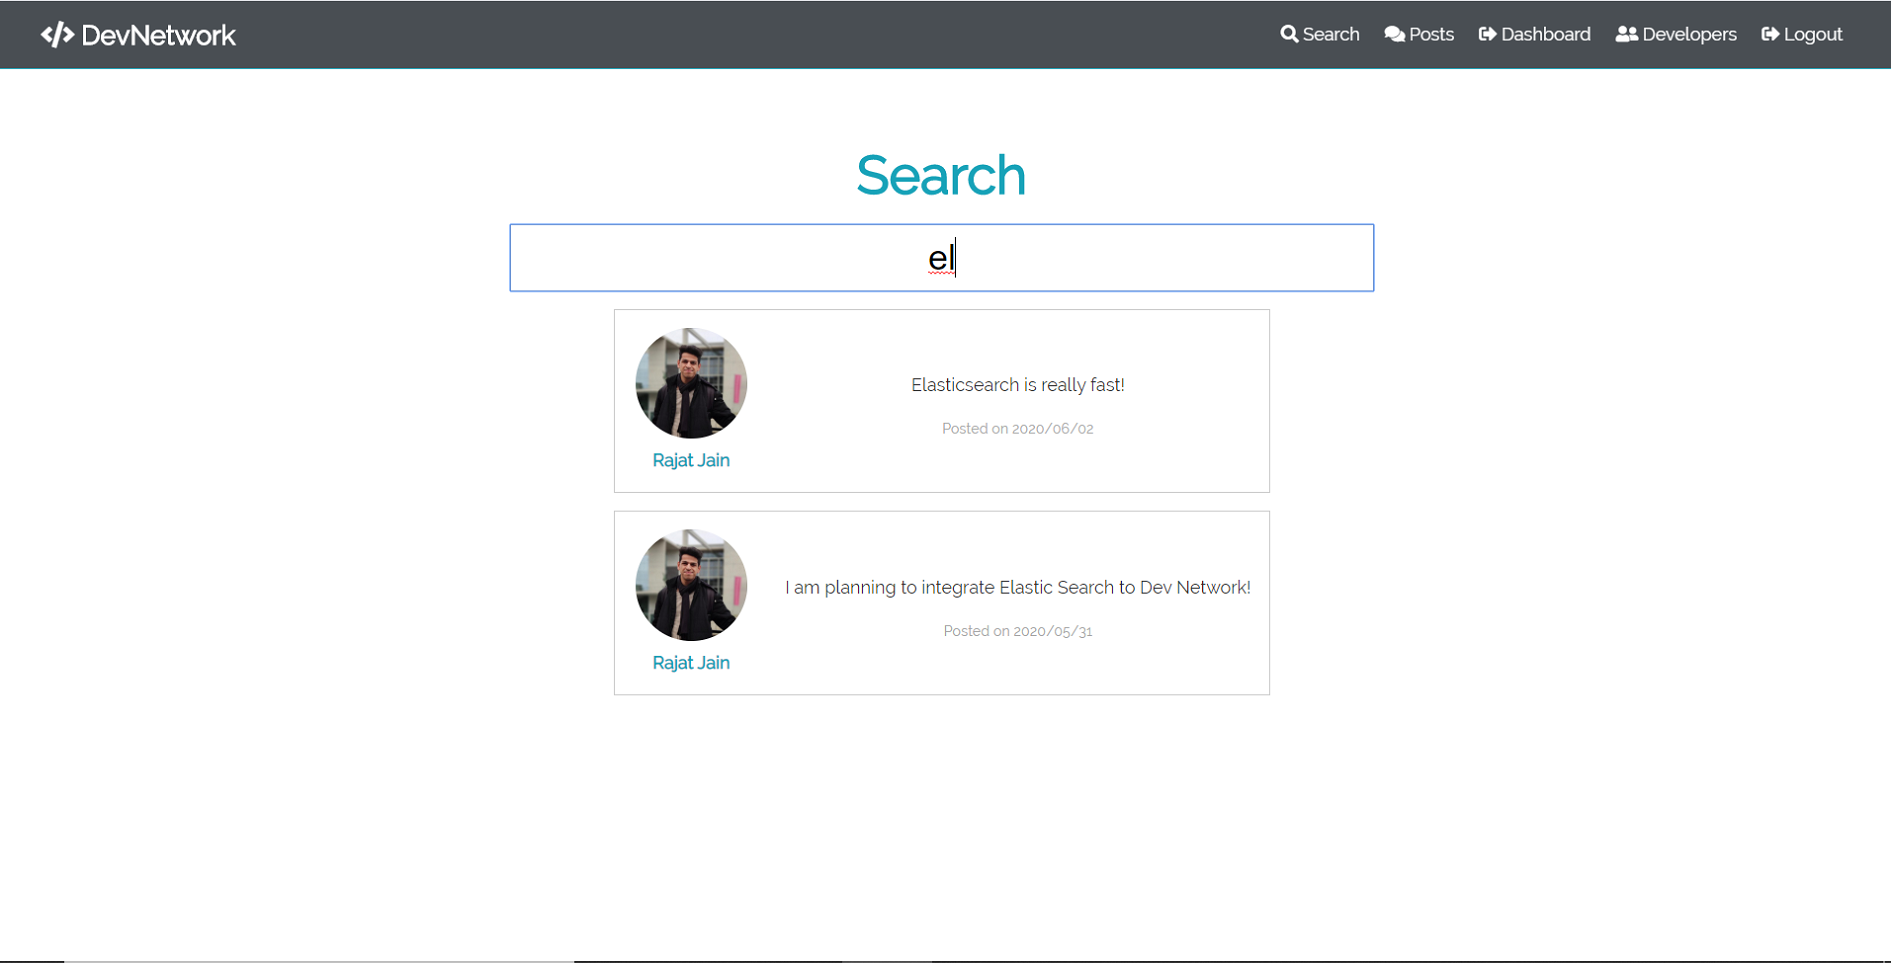 DevNetwork
Search Posts Dashboard Developers Logout
Search
el
Elasticsearch is really fast!
Posted on 2020/06/02
Rajat Jain
I am planning to integrate Elastic Search to Dev Network!
Posted on 2020/05/31
Rajat Jain